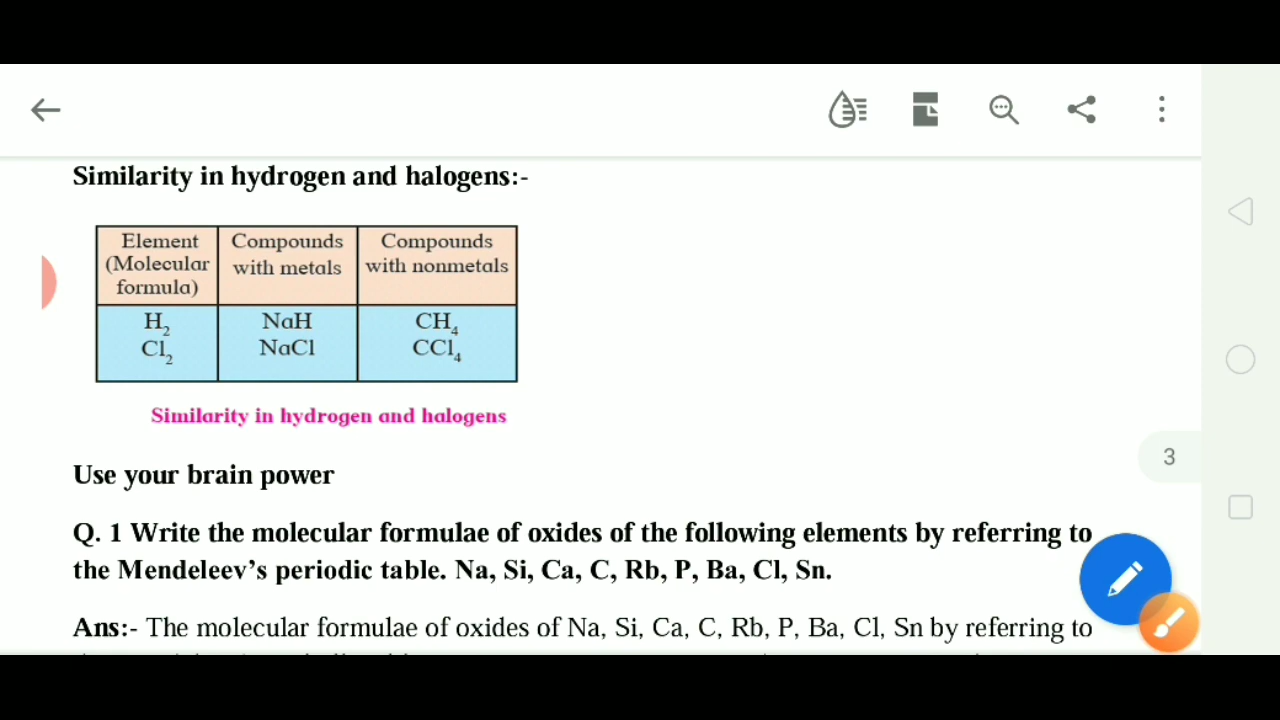 Similarity in hydrogen and halogens:-
Element
(Molecular
formula)
Compounds
with metals
Compounds
with nonmetals
H₂
NaH
CH₄
Cl₂
NaCl
CCl₄
Similarity in hydrogen and halogens
Use your brain power
3
Q. 1 Write the molecular formulae of oxides of the following elements by referring to
the Mendeleev’s periodic table. Na, Si, Ca, C, Rb, P, Ba, Cl, Sn.
Ans:- The molecular formulae of oxides of Na, Si, Ca, C, Rb, P, Ba, Cl, Sn by referring to